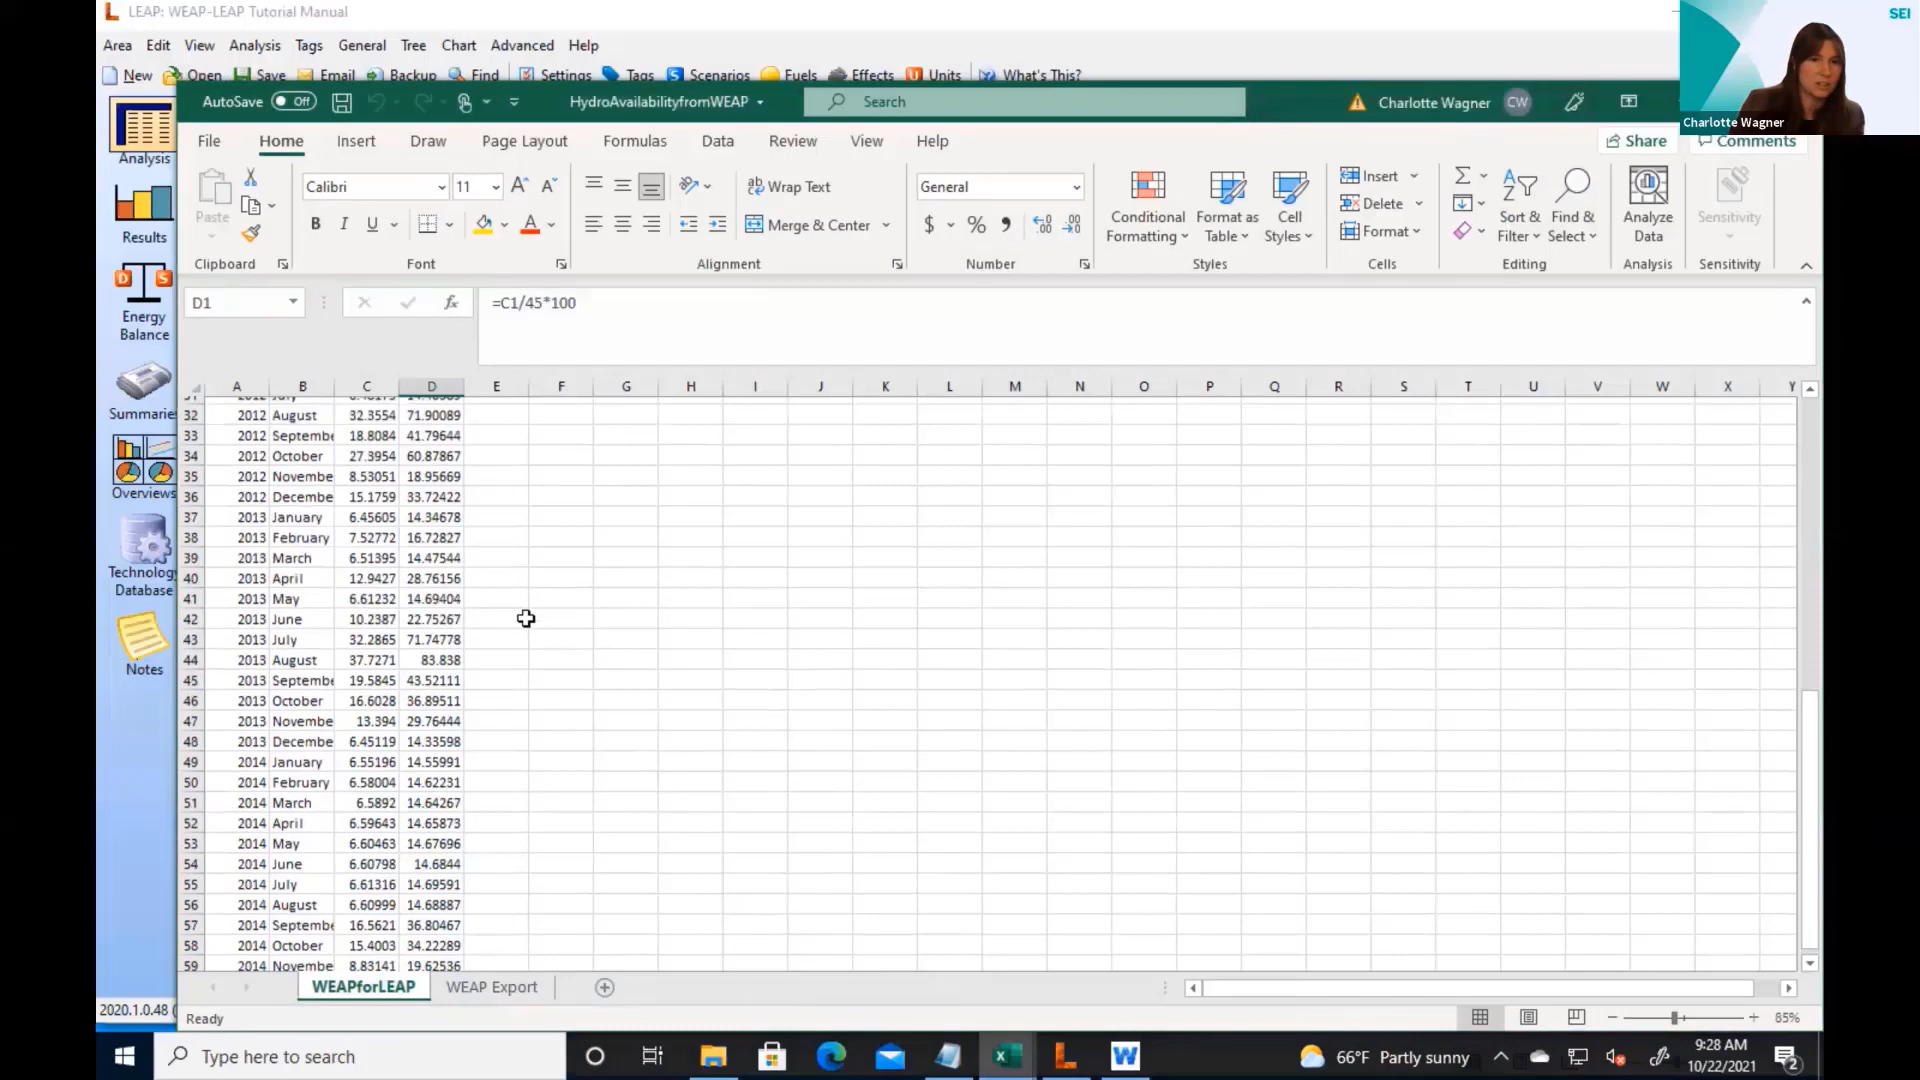 LEAP: WEAP-LEAP Tutorial Manual
SEI
Area Edit View Analysis Tags General Tree Chart Advanced Help
New Open Save Email Backup Find Settings Tags Scenarios Fuels Effects Units What's This?
AutoSave Off HydroAvailabilityfromWEAP Search Charlotte Wagner CW
Charlotte Wagner
File Home Insert Draw Page Layout Formulas Data Review View Help Share Comments
Paste Calibri 11 Wrap Text General Insert
B I U Merge & Center $ % Conditional Formatting Format as Table Cell Styles Delete Format Sort & Filter Find & Select Analyze Data Sensitivity
Clipboard Font Alignment Number Styles Cells Editing Analysis Sensitivity
D1 fx =C1/45*100
A B C D E F G H I J K L M N O P Q R S T U V W X Y
32 2012 August 32.3554 71.90089
33 2012 Septembe 18.8084 41.79644
34 2012 October 27.3954 60.87867
35 2012 Novembe 8.53051 18.95669
36 2012 Decembe 15.1759 33.72422
37 2013 January 6.45605 14.34678
38 2013 February 7.52772 16.72827
39 2013 March 6.51395 14.47544
40 2013 April 12.9427 28.76156
41 2013 May 6.61232 14.69404
42 2013 June 10.2387 22.75267
43 2013 July 32.2865 71.74778
44 2013 August 37.7271 83.838
45 2013 Septembe 19.5845 43.52111
46 2013 October 16.6028 36.89511
47 2013 Novembe 13.394 29.76444
48 2013 Decembe 6.45119 14.33598
49 2014 January 6.55196 14.55991
50 2014 February 6.58004 14.62231
51 2014 March 6.5892 14.64267
52 2014 April 6.59643 14.65873
53 2014 May 6.60463 14.67696
54 2014 June 6.60798 14.6844
55 2014 July 6.61316 14.69591
56 2014 August 6.60999 14.68887
57 2014 Septembe 16.5621 36.80467
58 2014 October 15.4003 34.22289
59 2014 Novembe 8.83141 19.62536
Analysis
Results
Energy
Balance
Summarie
Overviews
Technology
Database
Notes
WEAPforLEAP WEAP Export
2020.1.0.48 (
Ready 85%
Type here to search 66°F Partly sunny 9:28 AM
10/22/2021 2